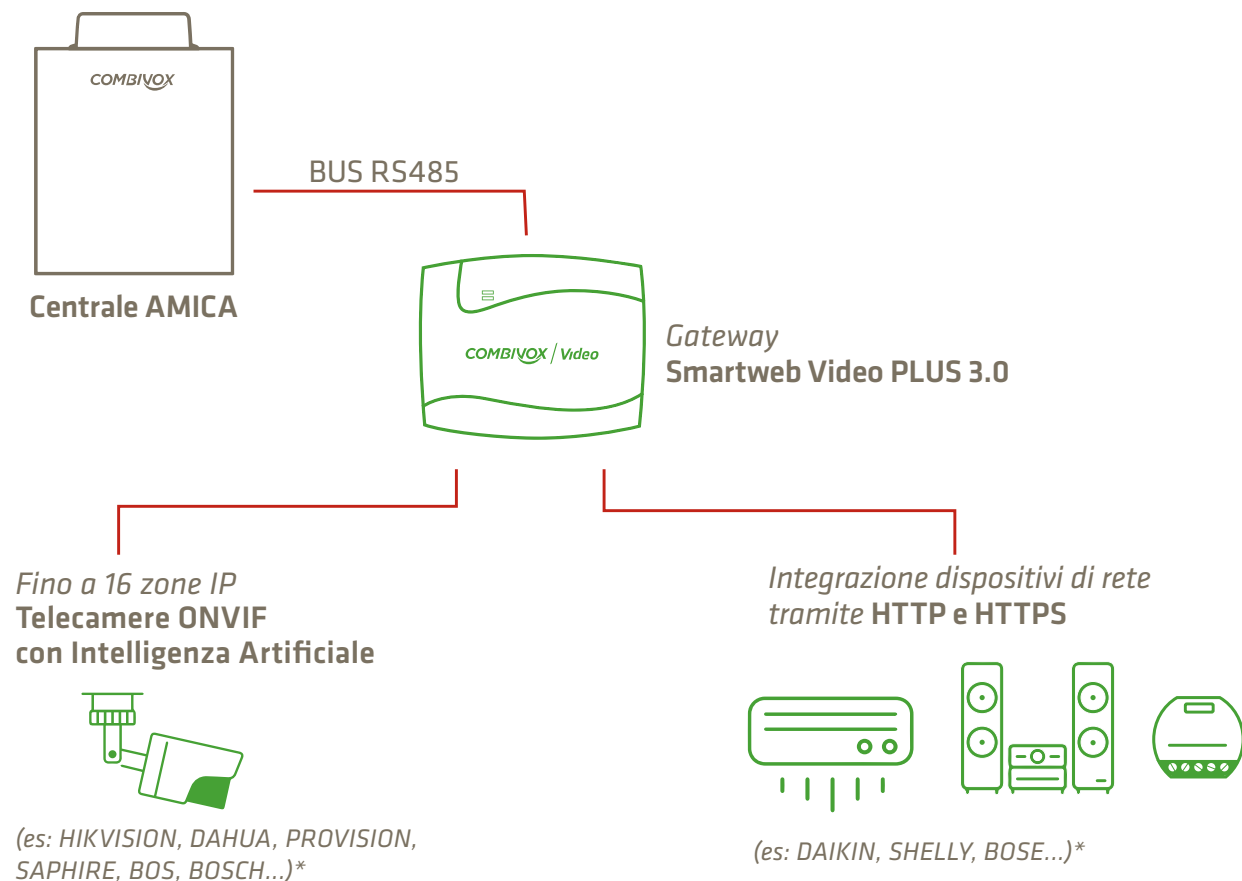 COMBIVOX
BUS RS485
Centrale AMICA
COMBIVOX / Video
Gateway
Smartweb Video PLUS 3.0
Fino a 16 zone IP
Telecamere ONVIF
con Intelligenza Artificiale
(es: HIKVISION, DAHUA, PROVISION,
SAPHIRE, BOS, BOSCH...)*
Integrazione dispositivi di rete
tramite HTTP e HTTPS
(es: DAIKIN, SHELLY, BOSE...)*